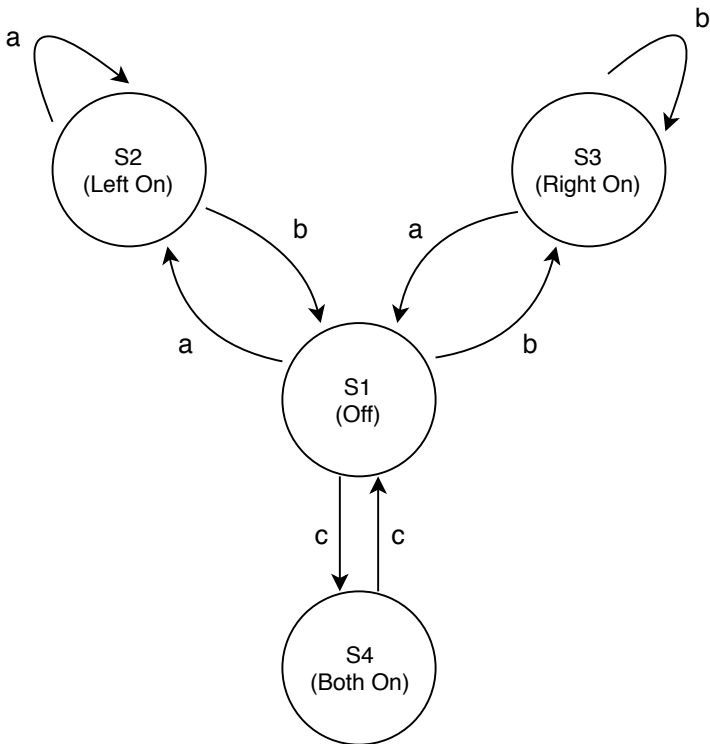 a
b
S2
(Left On)
S3
(Right On)
b
a
a
b
S1
(Off)
c
c
S4
(Both On)